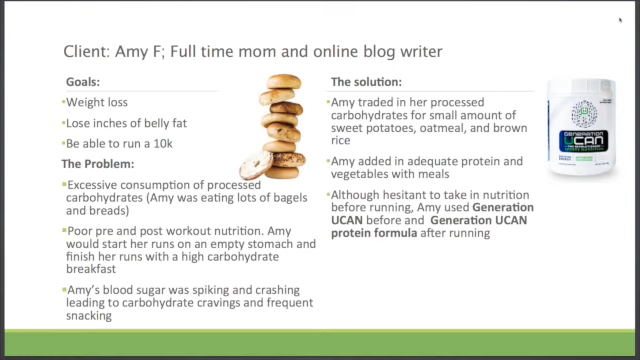 Client: Amy F; Full time mom and online blog writer
Goals:
•Weight loss
•Lose inches of belly fat
•Be able to run a 10k
The Problem:
▪Excessive consumption of processed
carbohydrates (Amy was eating lots of bagels
and breads)
▪Poor pre and post workout nutrition. Amy
would start her runs on an empty stomach and
finish her runs with a high carbohydrate
breakfast
▪Amy's blood sugar was spiking and crashing
leading to carbohydrate cravings and frequent
snacking
The solution:
•Amy traded in her processed
carbohydrates for small amount of
sweet potatoes, oatmeal, and brown
rice
•Amy added in adequate protein and
vegetables with meals
•Although hesitant to take in nutrition
before running, Amy used Generation
UCAN before and Generation UCAN
protein formula after running
GENERATION
UCAN